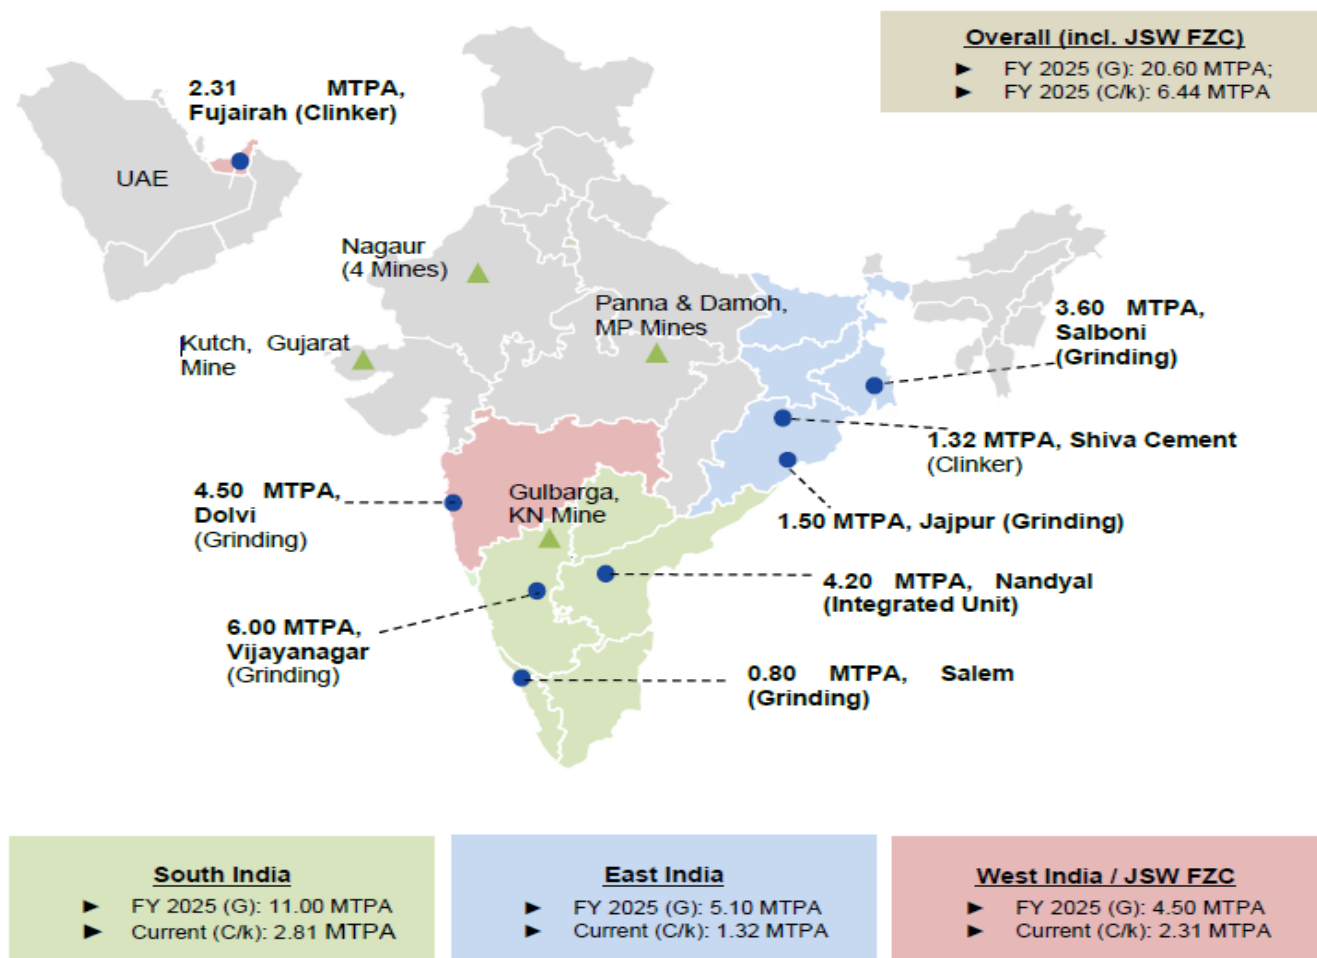 Overall (incl. JSW FZC)
► FY 2025 (G): 20.60 MTPA;
► FY 2025 (C/k): 6.44 MTPA
2.31 MTPA,
Fujairah (Clinker)
UAE
Nagaur
(4 Mines)
Panna & Damoh,
MP Mines
Kutch, Gujarat
Mine
3.60 MTPA,
Salboni
(Grinding)
1.32 MTPA, Shiva Cement
(Clinker)
4.50 MTPA,
Dolvi
(Grinding)
Gulbarga,
KN Mine
1.50 MTPA, Jajpur (Grinding)
4.20 MTPA, Nandyal
(Integrated Unit)
6.00 MTPA,
Vijayanagar
(Grinding)
0.80 MTPA, Salem
(Grinding)
South India
► FY 2025 (G): 11.00 MTPA
► Current (C/k): 2.81 MTPA
East India
► FY 2025 (G): 5.10 MTPA
► Current (C/k): 1.32 MTPA
West India / JSW FZC
► FY 2025 (G): 4.50 MTPA
► Current (C/k): 2.31 MTPA